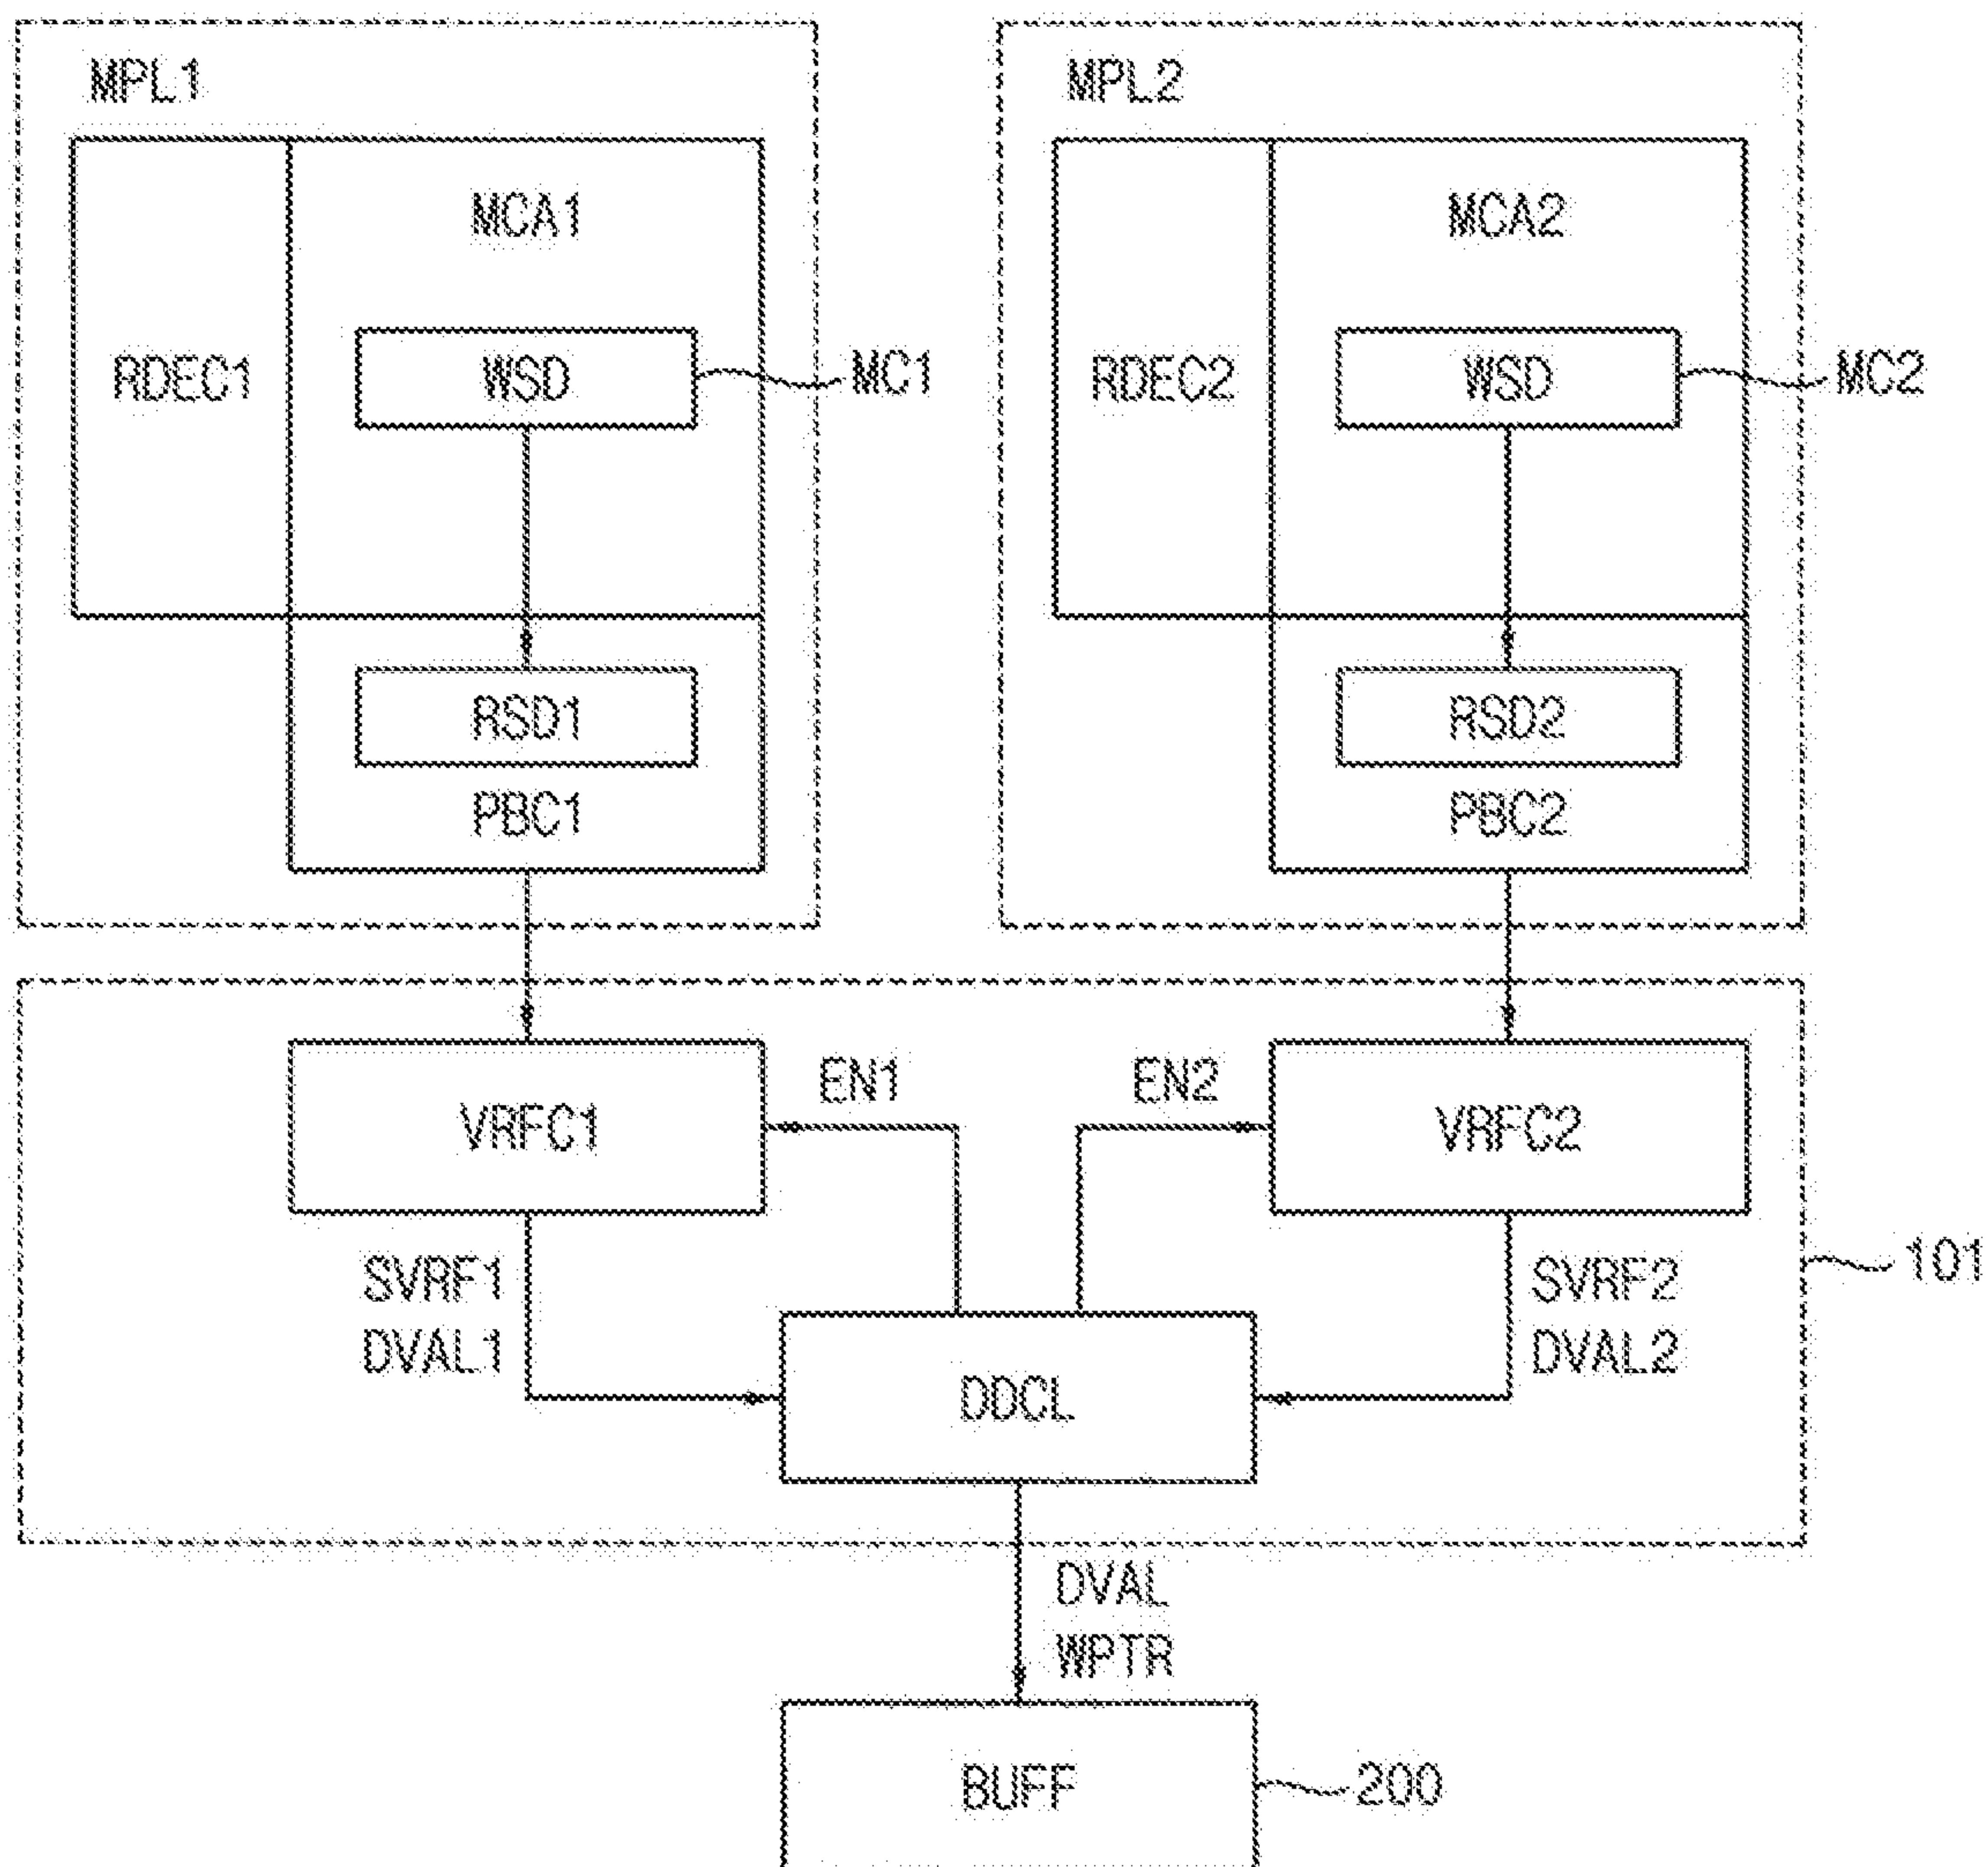 MPL1
MPL2
MCA1
MCA2
RDEC1
WSD
MC1
RDEC2
WSD
MC2
RSD1
RSD2
PBC1
PBC2
VRFC1
EN1
EN2
VRFC2
SVRF1
DVAL1
SVRF2
DVAL2
101
DDCL
DVAL
WPTR
BUFF
200